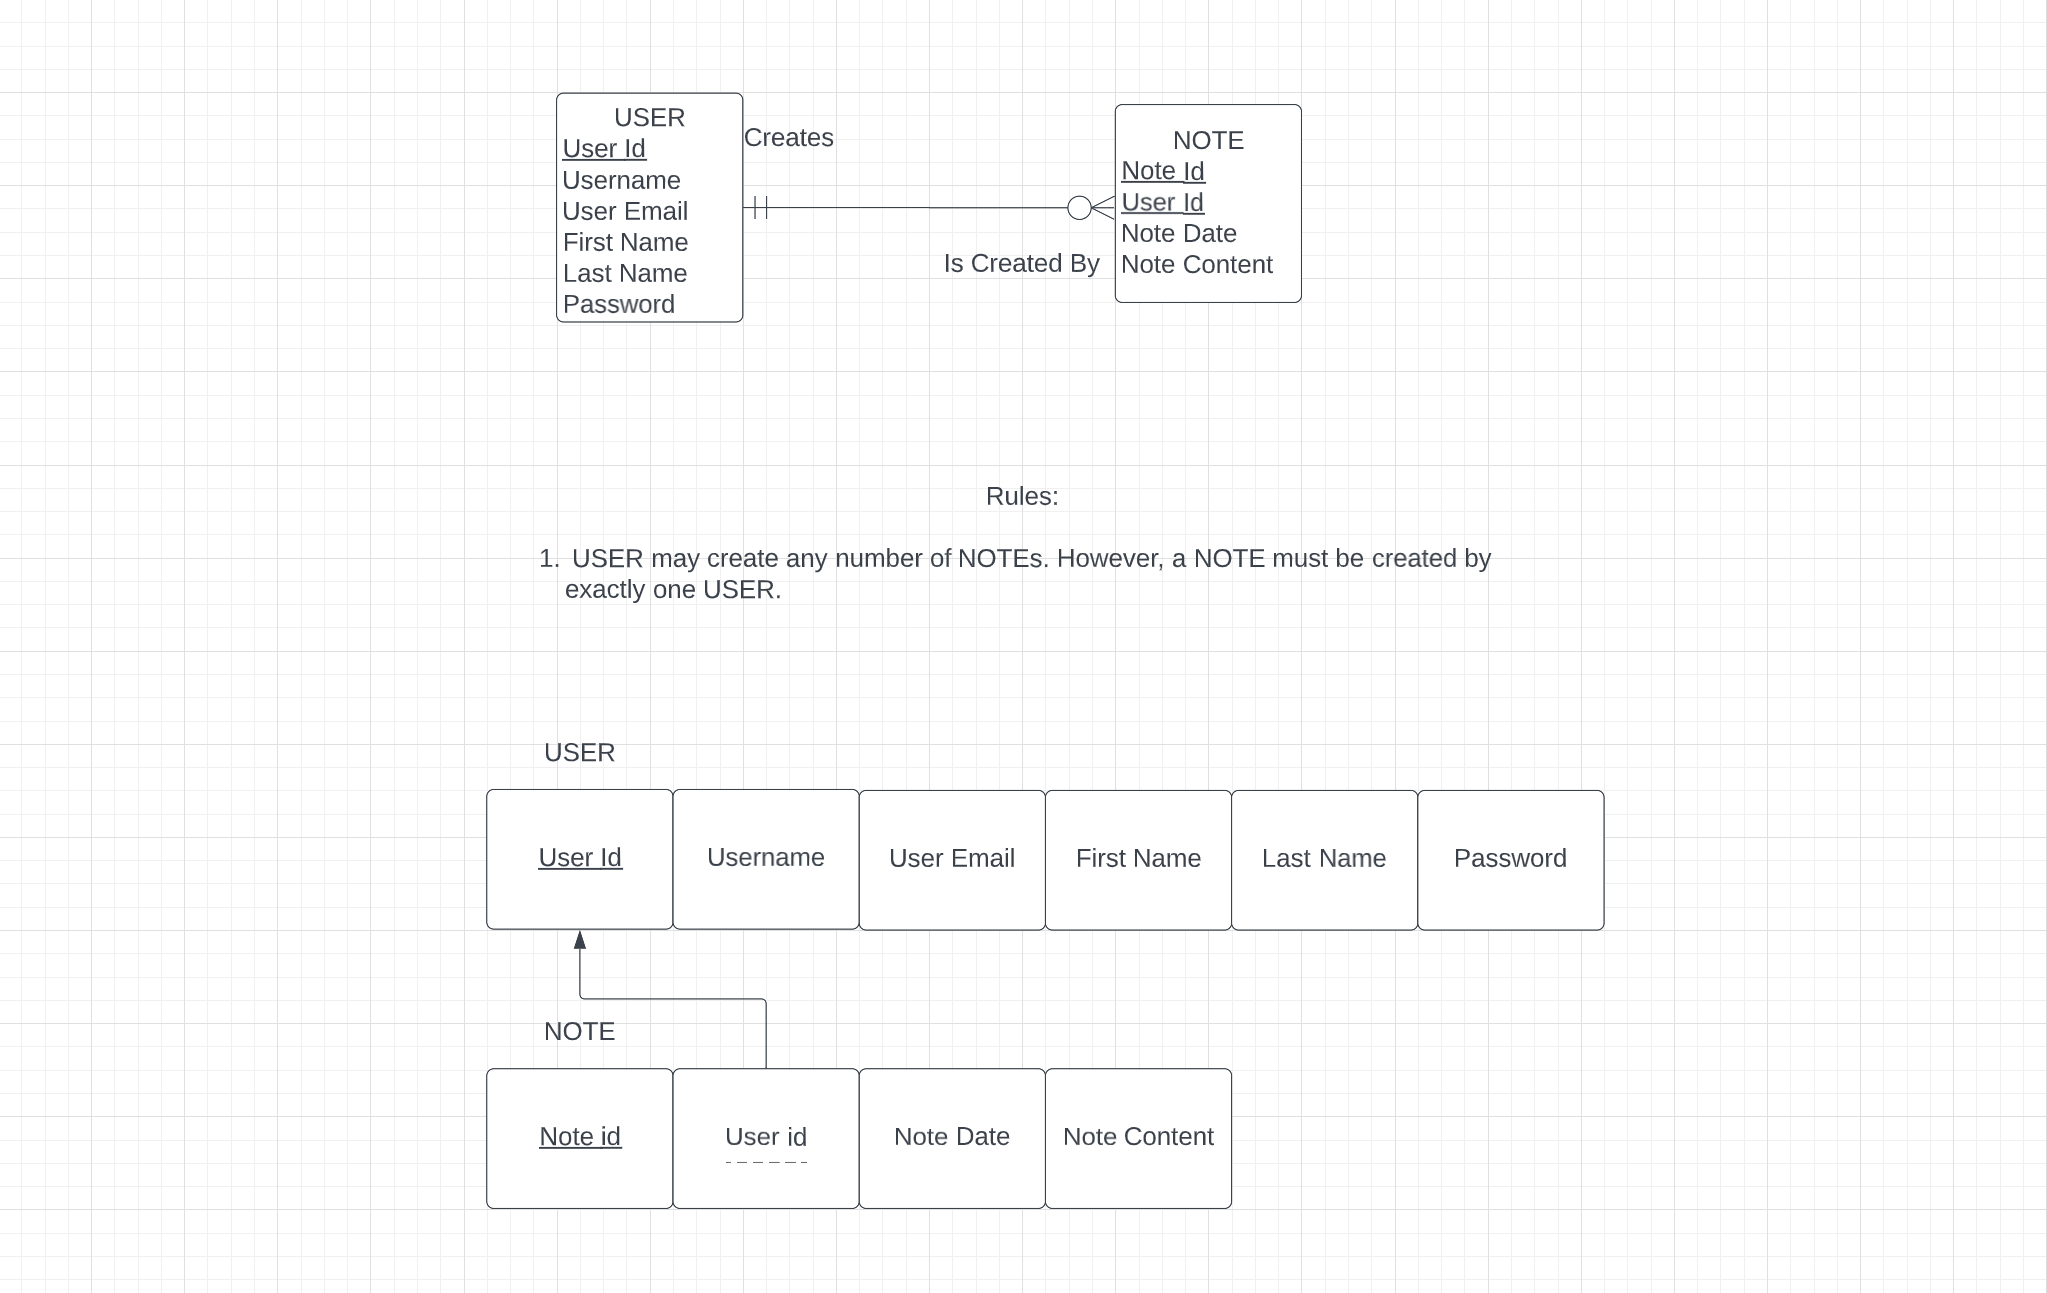 USER
User Id
Username
User Email
First Name
Last Name
Password
Creates
Is Created By
NOTE
Note Id
User Id
Note Date
Note Content
Rules:
1. USER may create any number of NOTEs. However, a NOTE must be created by
exactly one USER.
USER
User Id
Username
User Email
First Name
Last Name
Password
NOTE
Note id
User id
Note Date
Note Content